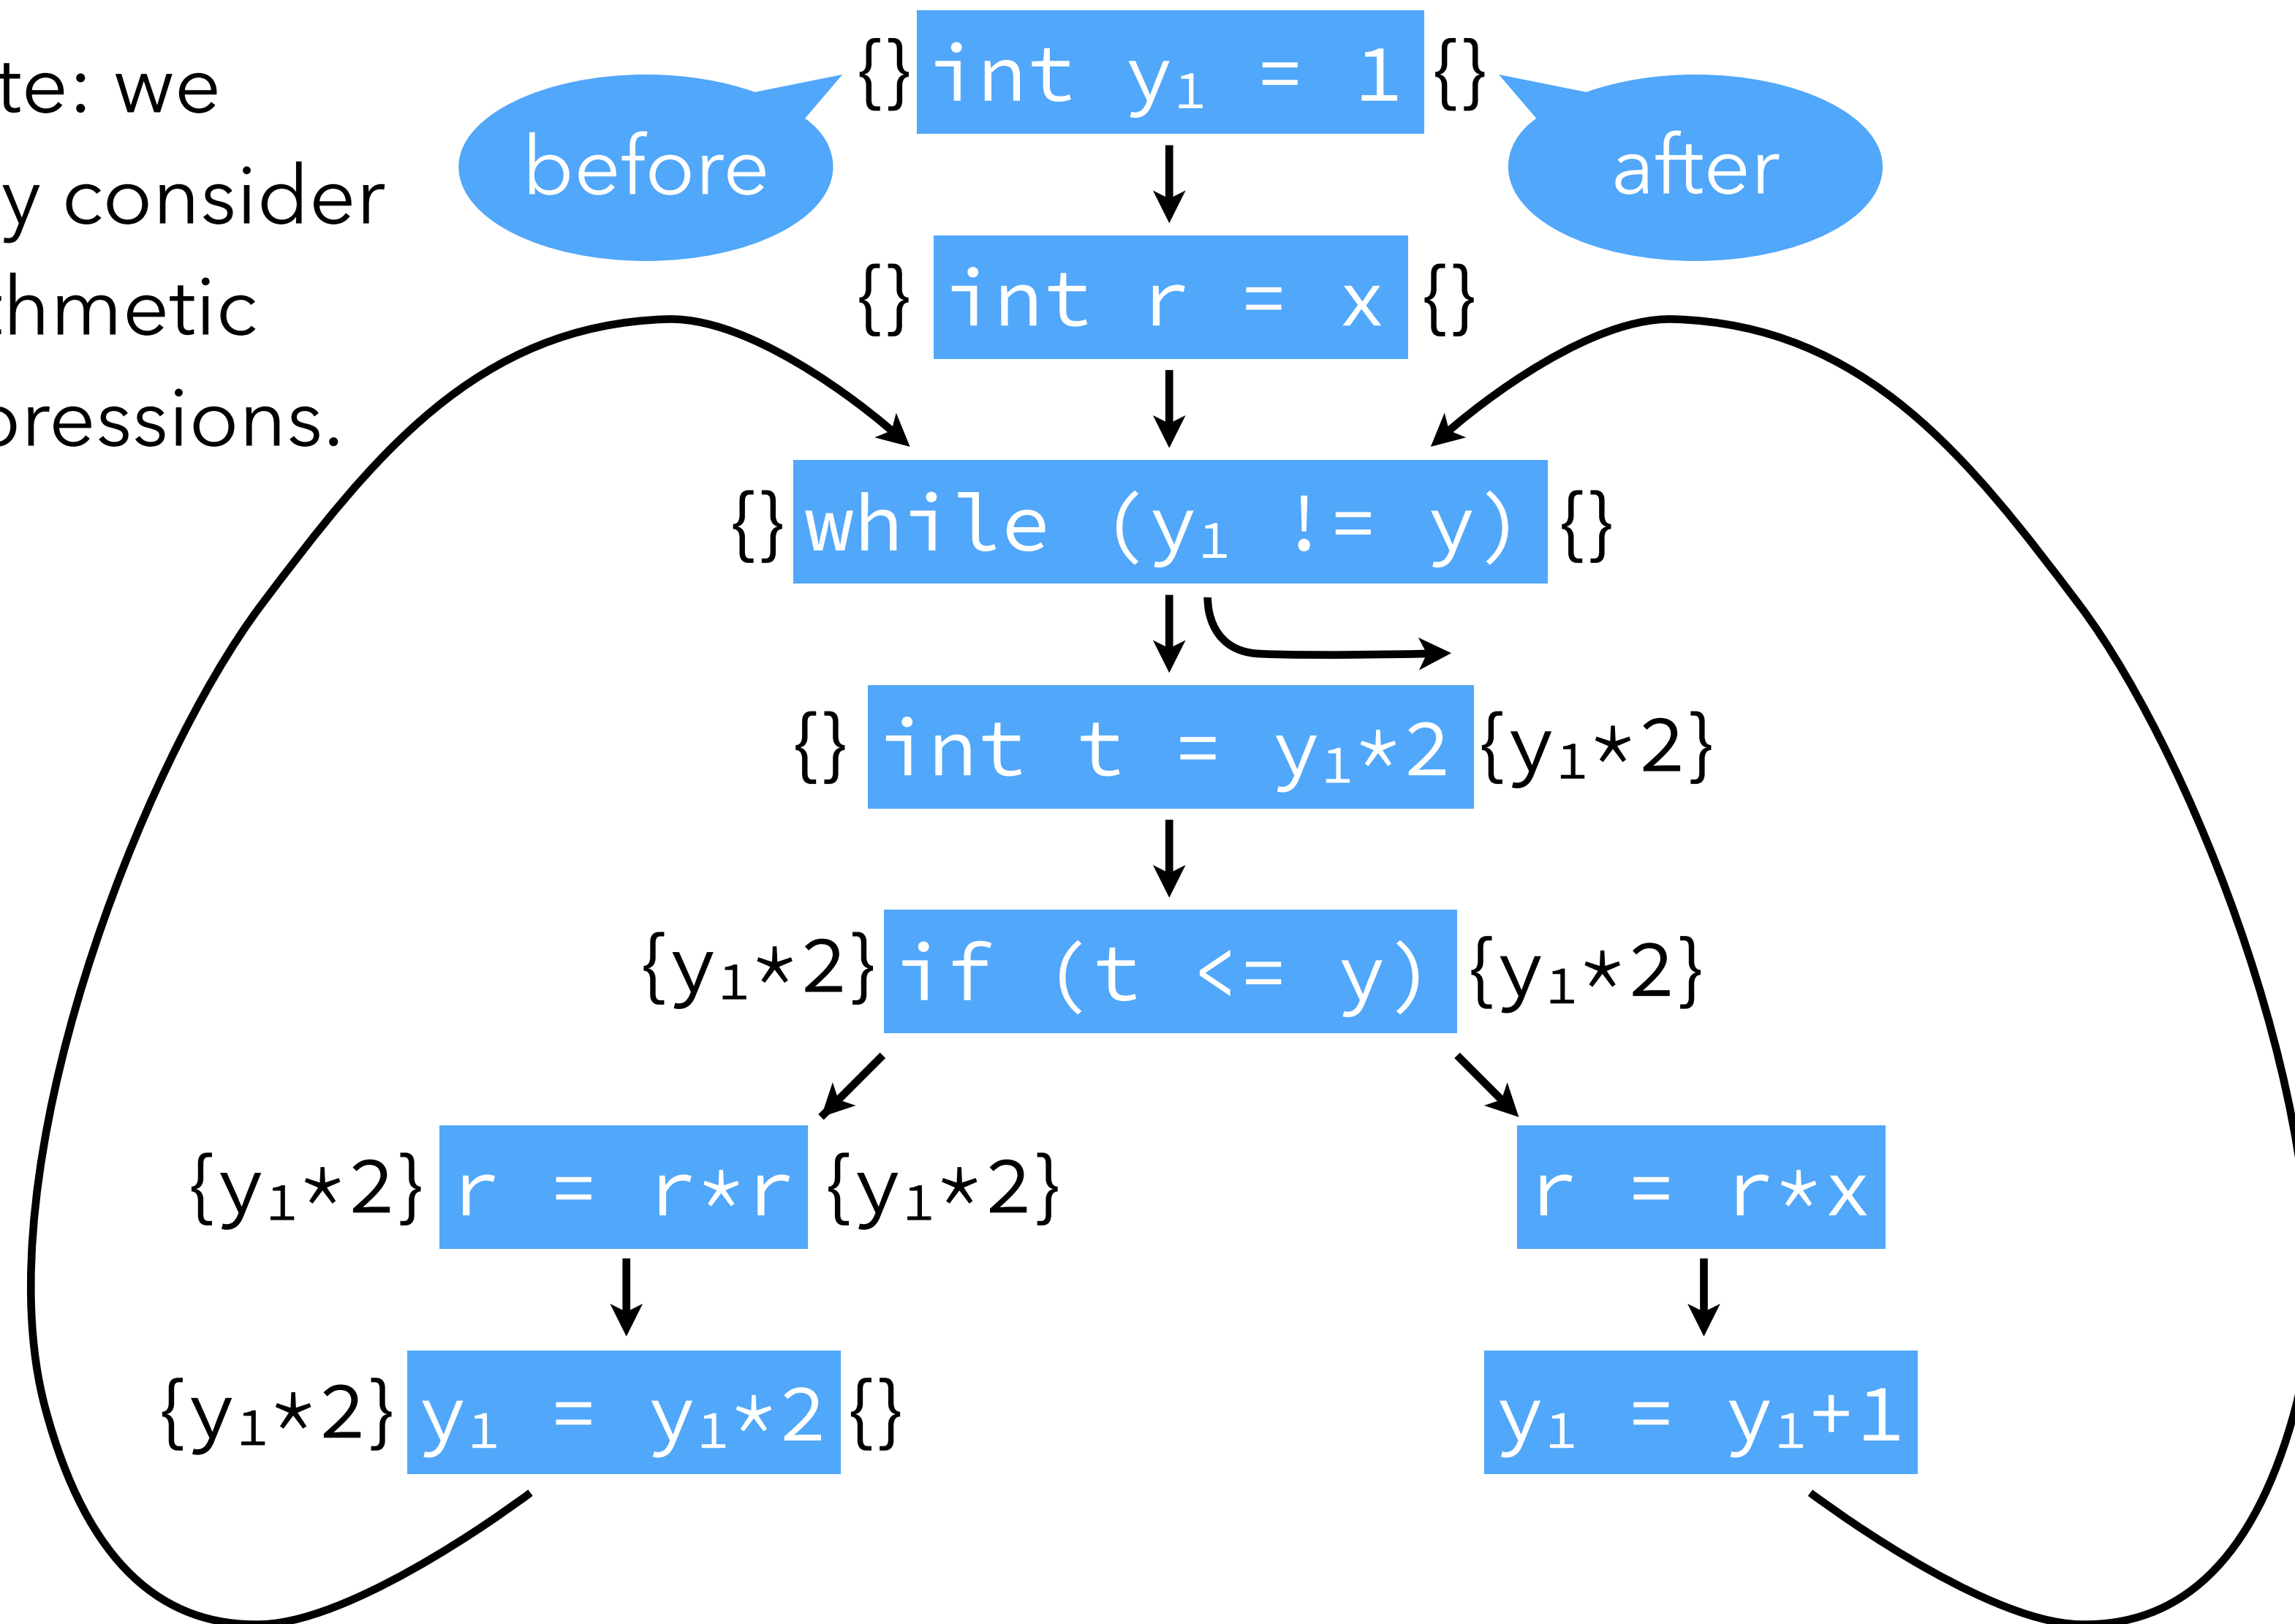 {} int y₁ = 1 {}
te: we
before
after
y consider
{} int r = x {}
hmetic
pressions.
{} while (y₁ != y) {}
{} int t = y₁*2 {y₁*2}
{y₁*2} if (t <= y) {y₁*2}
{y₁*2} r = r*r {y₁*2}
r = r*x
{y₁*2} y₁ = y₁*2 {}
y₁ = y₁+1